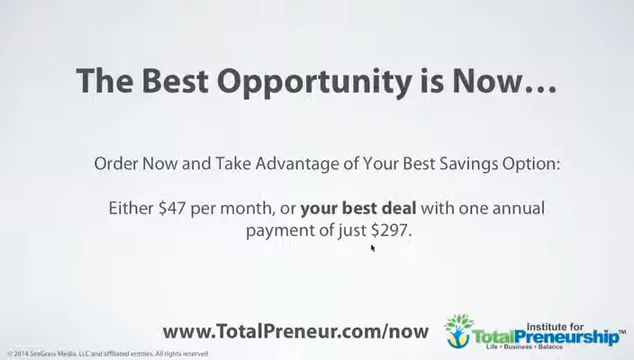 The Best Opportunity is Now...
Order Now and Take Advantage of Your Best Savings Option:
Either $47 per month, or your best deal with one annual
payment of just $297.
www.TotalPreneur.com/now
Institute for
TotalPreneurship™
Life • Business • Balance
© 2014 SeaGrass Media, LLC and affiliated entities. All rights reserved.